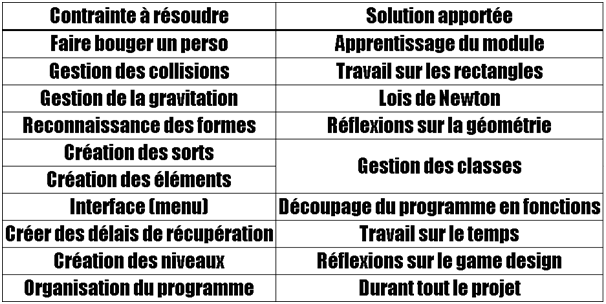 Contrainte à résoudre Solution apportée
Faire bouger un perso Apprentissage du module
Gestion des collisions Travail sur les rectangles
Gestion de la gravitation Lois de Newton
Reconnaissance des formes Réflexions sur la géométrie
Création des sorts
Gestion des classes
Création des éléments
Interface (menu) Découpage du programme en fonctions
Créer des délais de récupération Travail sur le temps
Création des niveaux Réflexions sur le game design
Organisation du programme Durant tout le projet